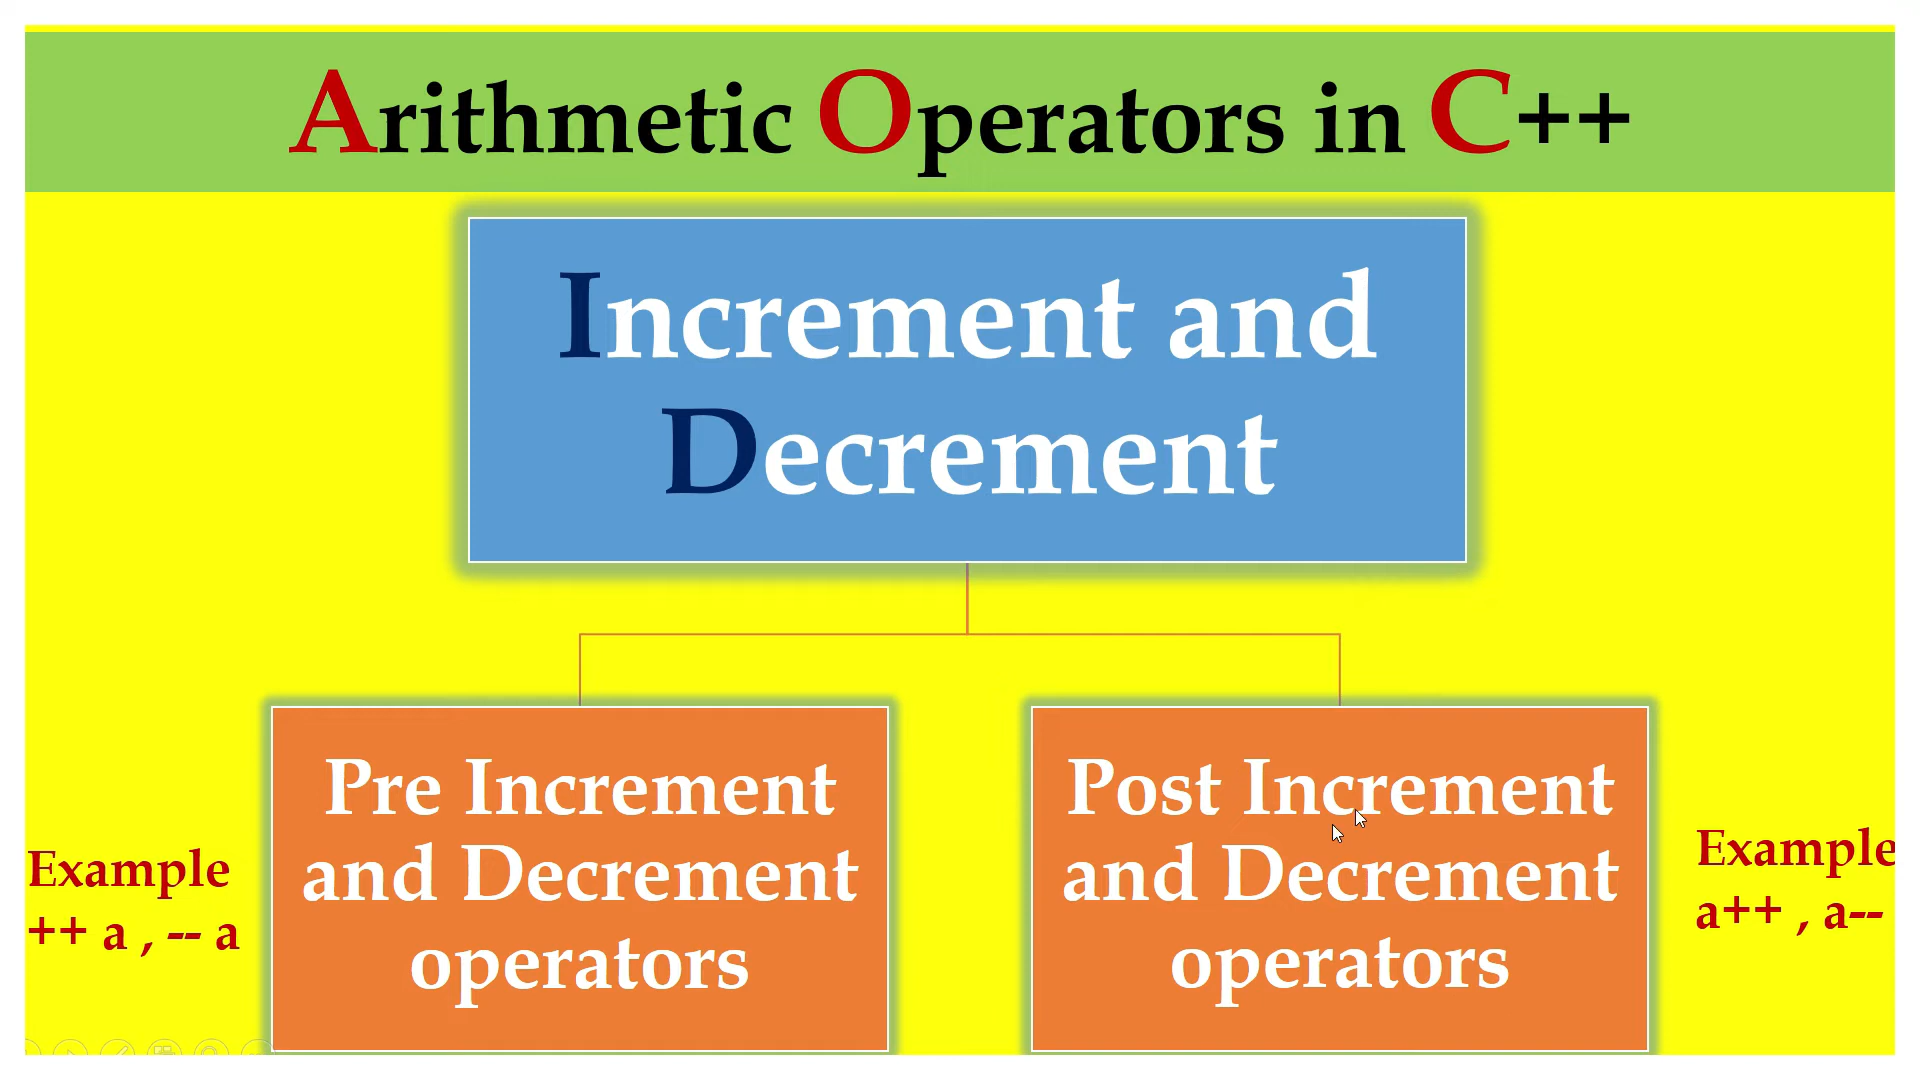 Arithmetic Operators in C++
Increment and
Decrement
Pre Increment
and Decrement
operators
Post Increment
and Decrement
operators
Example
++ a , -- a
Example
a++ , a--